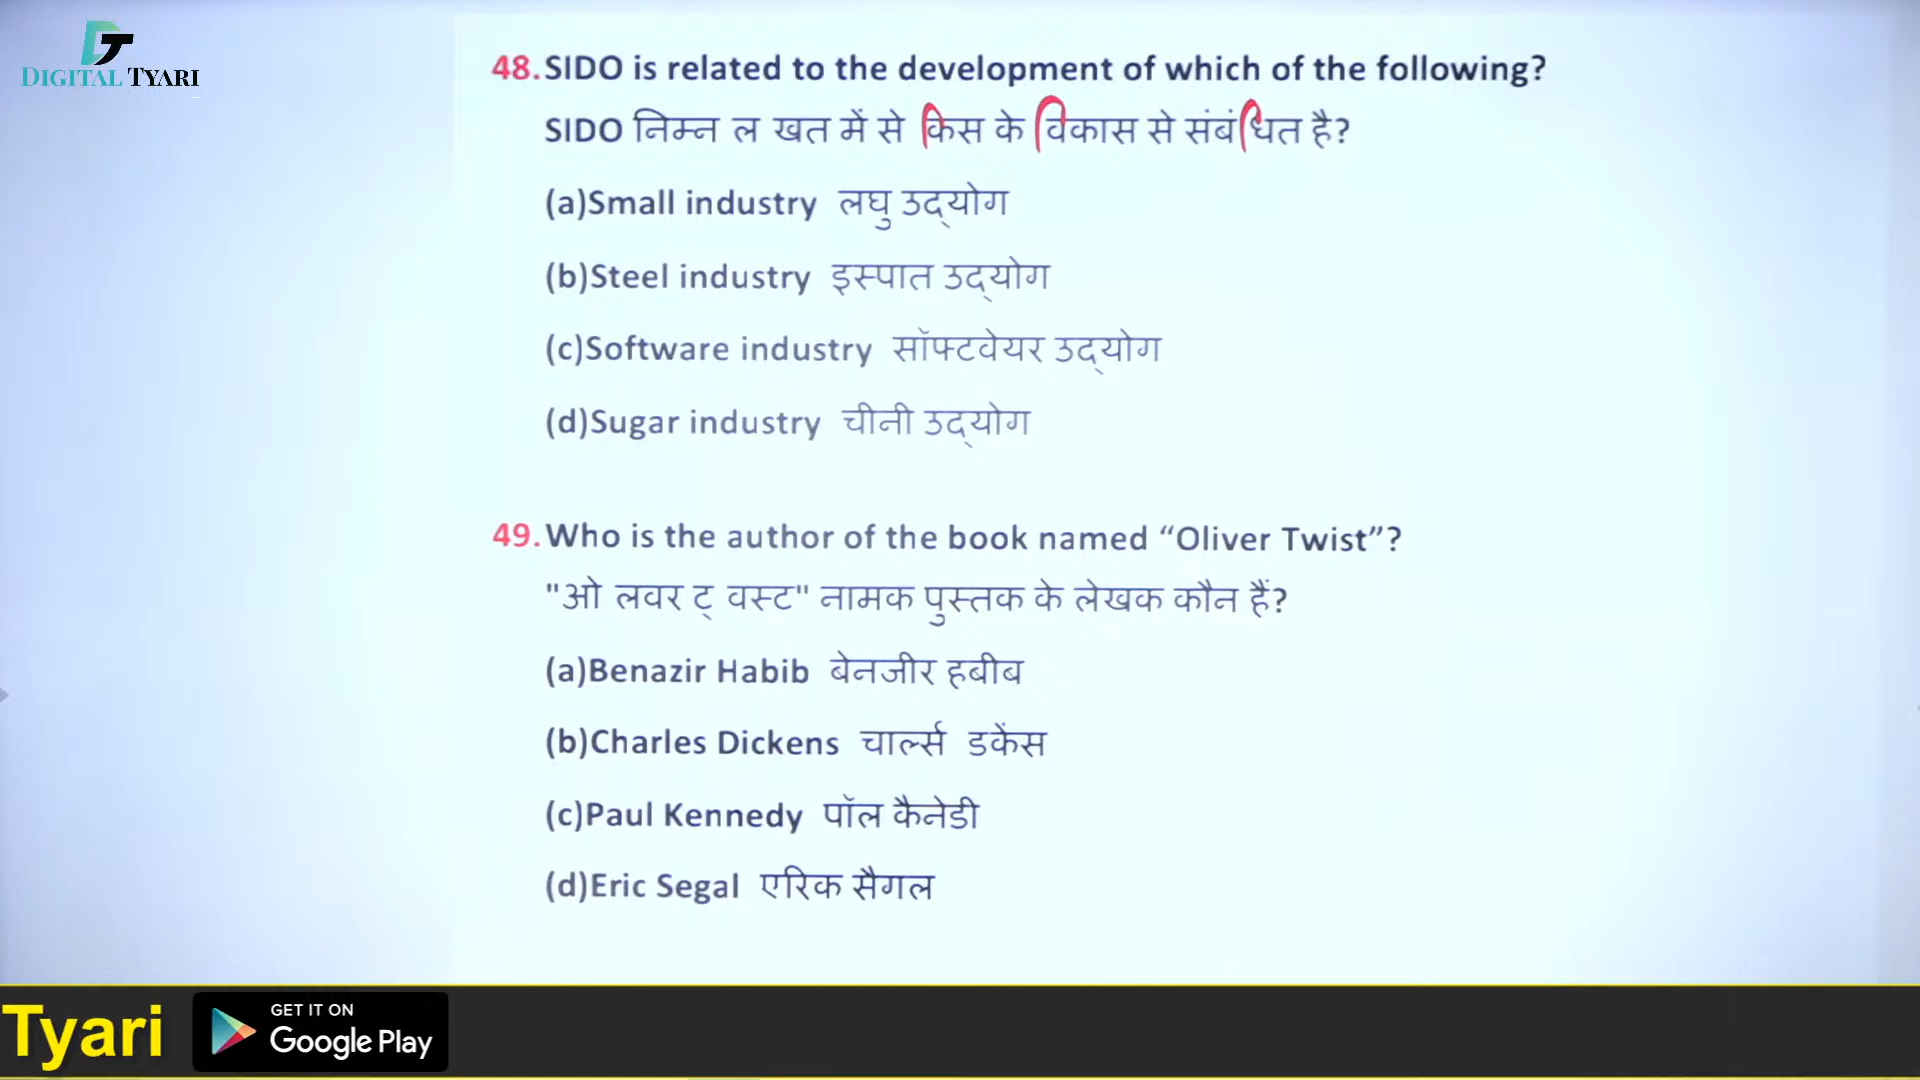 DIGITAL TYARI
48. SIDO is related to the development of which of the following?
SIDO निम्न ल खत में से किस के विकास से संबंधित है?
(a)Small industry लघु उद्योग
(b)Steel industry इस्पात उद्योग
(c)Software industry सॉफ्टवेयर उद्योग
(d)Sugar industry चीनी उद्योग
49. Who is the author of the book named “Oliver Twist”?
"ओ लवर ट् वस्ट" नामक पुस्तक के लेखक कौन हैं?
(a)Benazir Habib बेनजीर हबीब
(b)Charles Dickens चार्ल्स डकेंस
(c)Paul Kennedy पॉल कैनेडी
(d)Eric Segal एरिक सैगल
Tyari
GET IT ON
Google Play